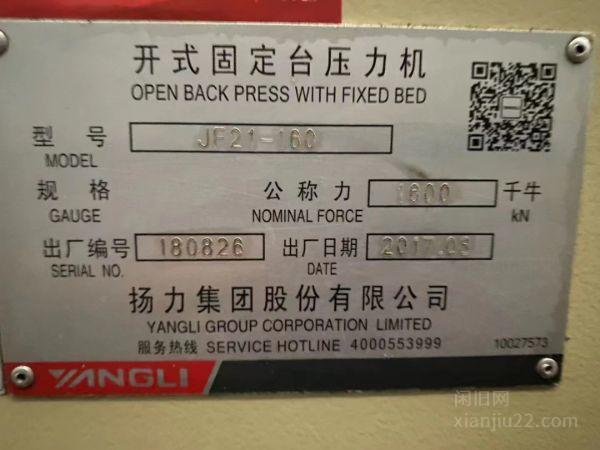 开式固定台压力机
OPEN BACK PRESS WITH FIXED BED
型号 JF21-160
MODEL
规格 公称力 1600 千牛
GAUGE NOMINAL FORCE kN
出厂编号 180826 出厂日期 2017.05
SERIAL NO. DATE
扬力集团股份有限公司
YANGLI GROUP CORPORATION LIMITED
服务热线 SERVICE HOTLINE 4000553999 10027573
YANGLI
闲旧网
xianjiu22.com